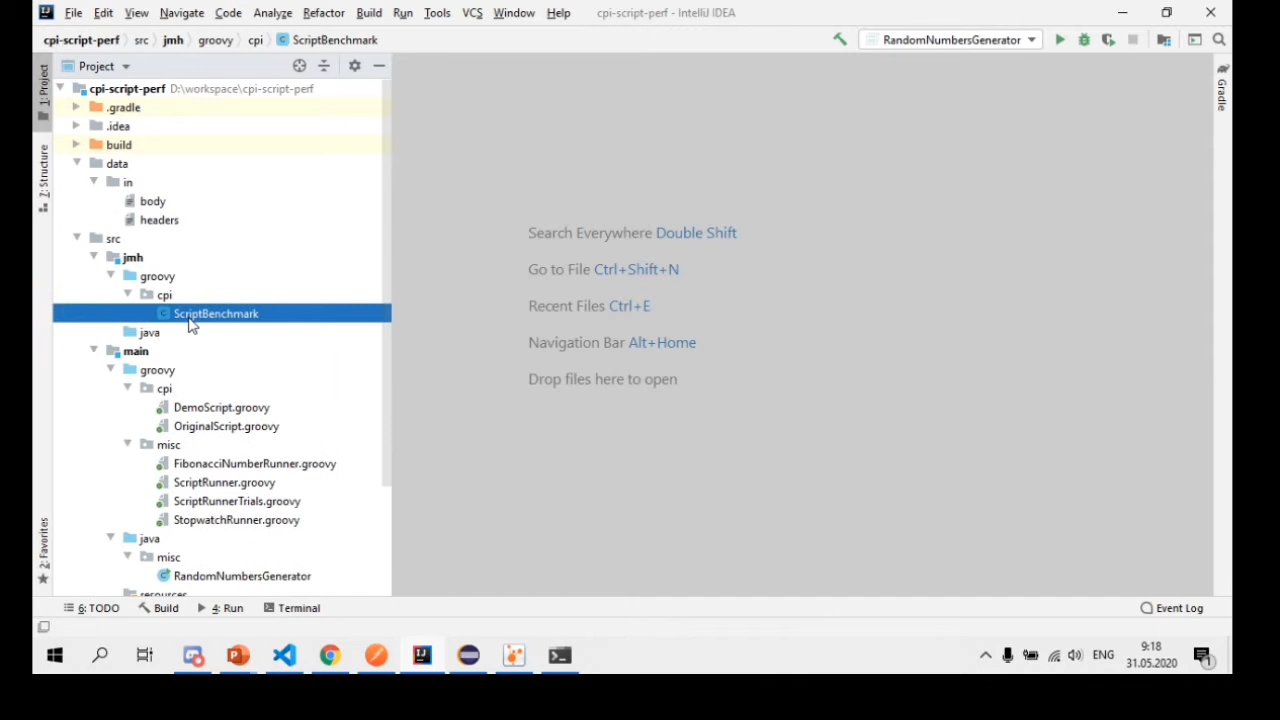 File Edit View Navigate Code Analyze Refactor Build Run Tools VCS Window Help cpi-script-perf - IntelliJ IDEA
cpi-script-perf src jmh groovy cpi ScriptBenchmark RandomNumbersGenerator
1: Project
Z: Structure
2: Favorites
Project
cpi-script-perf D:\workspace\cpi-script-perf
.gradle
.idea
build
data
in
body
headers
src
jmh
groovy
cpi
ScriptBenchmark
java
main
groovy
cpi
DemoScript.groovy
OriginalScript.groovy
misc
FibonacciNumberRunner.groovy
ScriptRunner.groovy
ScriptRunnerTrials.groovy
StopwatchRunner.groovy
java
misc
RandomNumbersGenerator
resources
Search Everywhere Double Shift
Go to File Ctrl+Shift+N
Recent Files Ctrl+E
Navigation Bar Alt+Home
Drop files here to open
Gradle
6: TODO Build 4: Run Terminal Event Log
ENG
9:18
31.05.2020
1